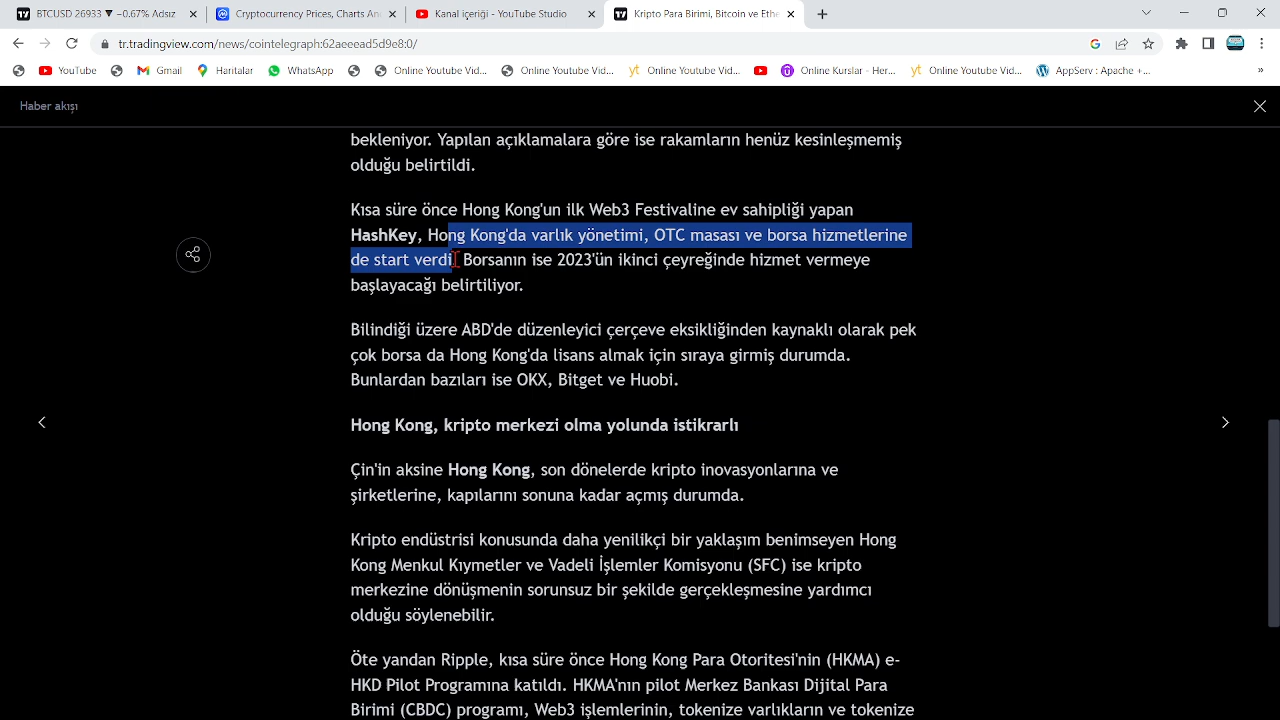 BTCUSD 26933 ▼ −0.67% Adsız
Cryptocurrency Prices, Charts An
Kanal içeriği - YouTube Studio
Kripto Para Birimi, Bitcoin ve Ethe
tr.tradingview.com/news/cointelegraph:62aeeead5d9e8:0/
YouTube
Gmail
Haritalar
WhatsApp
Online Youtube Vid...
Online Youtube Vid...
Online Youtube Vid...
Online Kurslar - Her...
Online Youtube Vid...
AppServ : Apache +...
»
Haber akışı
bekleniyor. Yapılan açıklamalara göre ise rakamların henüz kesinleşmemiş
olduğu belirtildi.
Kısa süre önce Hong Kong'un ilk Web3 Festivaline ev sahipliği yapan
HashKey, Hong Kong'da varlık yönetimi, OTC masası ve borsa hizmetlerine
de start verdi. Borsanın ise 2023'ün ikinci çeyreğinde hizmet vermeye
başlayacağı belirtiliyor.
Bilindiği üzere ABD'de düzenleyici çerçeve eksikliğinden kaynaklı olarak pek
çok borsa da Hong Kong'da lisans almak için sıraya girmiş durumda.
Bunlardan bazıları ise OKX, Bitget ve Huobi.
Hong Kong, kripto merkezi olma yolunda istikrarlı
Çin'in aksine Hong Kong, son dönelerde kripto inovasyonlarına ve
şirketlerine, kapılarını sonuna kadar açmış durumda.
Kripto endüstrisi konusunda daha yenilikçi bir yaklaşım benimseyen Hong
Kong Menkul Kıymetler ve Vadeli İşlemler Komisyonu (SFC) ise kripto
merkezine dönüşmenin sorunsuz bir şekilde gerçekleşmesine yardımcı
olduğu söylenebilir.
Öte yandan Ripple, kısa süre önce Hong Kong Para Otoritesi'nin (HKMA) e-
HKD Pilot Programına katıldı. HKMA'nın pilot Merkez Bankası Dijital Para
Birimi (CBDC) programı, Web3 işlemlerinin, tokenize varlıkların ve tokenize